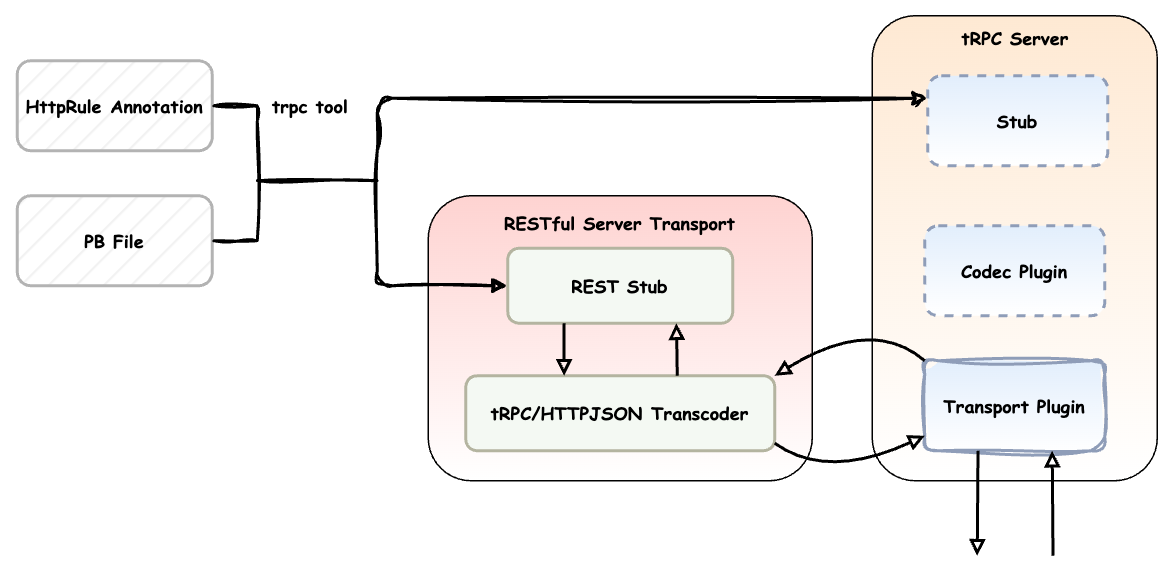 tRPC Server
HttpRule Annotation
trpc tool
Stub
PB File
RESTful Server Transport
REST Stub
Codec Plugin
tRPC/HTTPJSON Transcoder
Transport Plugin